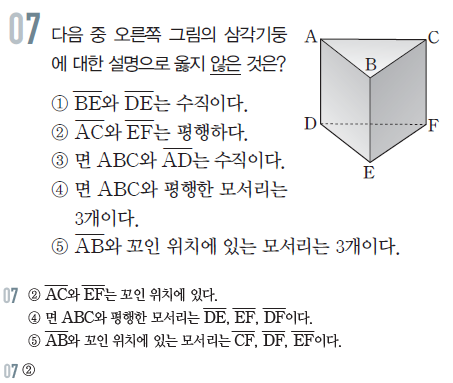 07 다음 중 오른쪽 그림의 삼각기둥
에 대한 설명으로 옳지 않은 것은?
A
C
B
D
F
E
① BE와 DE는 수직이다.
② AC와 EF는 평행하다.
③ 면 ABC와 AD는 수직이다.
④ 면 ABC와 평행한 모서리는
3개이다.
⑤ AB와 꼬인 위치에 있는 모서리는 3개이다.
07 ② AC와 EF는 꼬인 위치에 있다.
④ 면 ABC와 평행한 모서리는 DE, EF, DF이다.
⑤ AB와 꼬인 위치에 있는 모서리는 CF, DF, EF이다.
07 ②